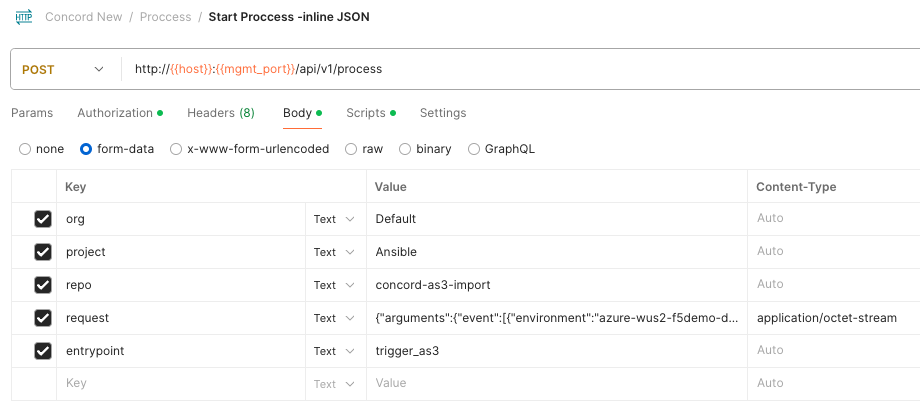 HTTP Concord New / Proccess / Start Proccess -inline JSON
POST http://{{host}}:{{mgmt_port}}/api/v1/process
Params Authorization Headers (8) Body Scripts Settings
none form-data x-www-form-urlencoded raw binary GraphQL
Key Value Content-Type
org Text Default Auto
project Text Ansible Auto
repo Text concord-as3-import Auto
request Text {"arguments":{"event":[{"environment":"azure-wus2-f5demo-d... application/octet-stream
entrypoint Text trigger_as3 Auto
Key Text Value Auto